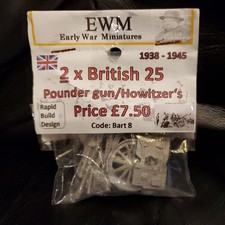 EWM
Early War Miniatures
1938 - 1945
2 x British 25
Pounder gun/Howitzer's
Price £7.50
Rapid
Build
Design
Code: Bart 8